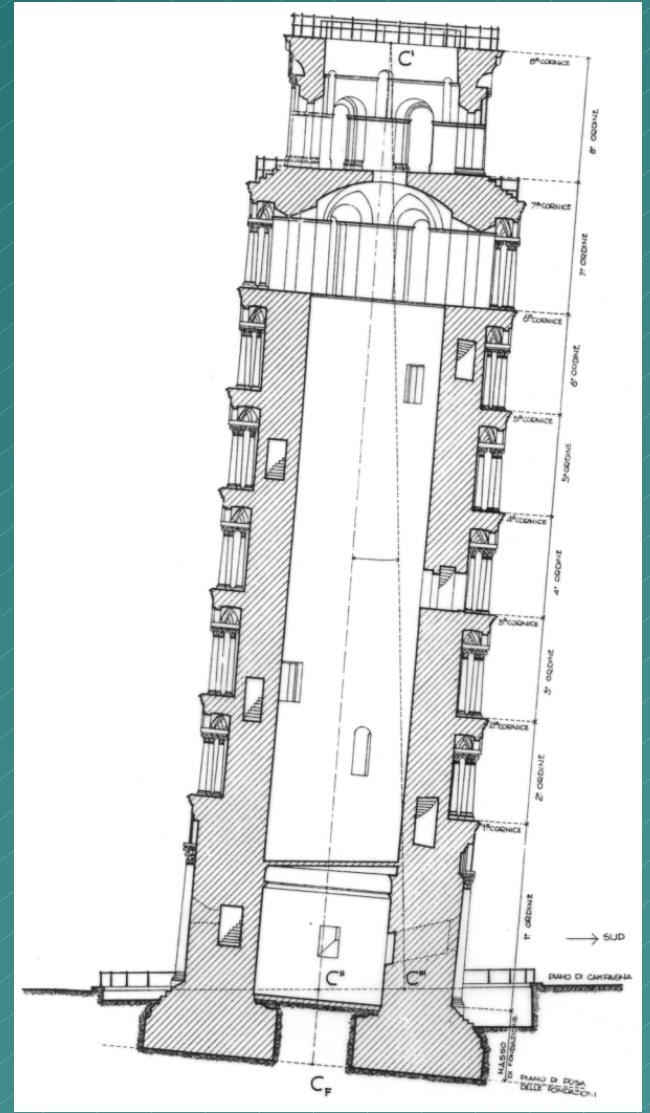 C'
8ª CORNICE
8° ORDINE
7ª CORNICE
7° ORDINE
6ª CORNICE
6° ORDINE
5ª CORNICE
5° ORDINE
4ª CORNICE
4° ORDINE
3ª CORNICE
3° ORDINE
2ª CORNICE
2° ORDINE
1ª CORNICE
1° ORDINE
→ SUD
PIANO DI CAMPAGNA
C"
C'''
MASSO
DI FONDAZIONE
PIANO DI POSA
DELLE FONDAZIONI
C_F